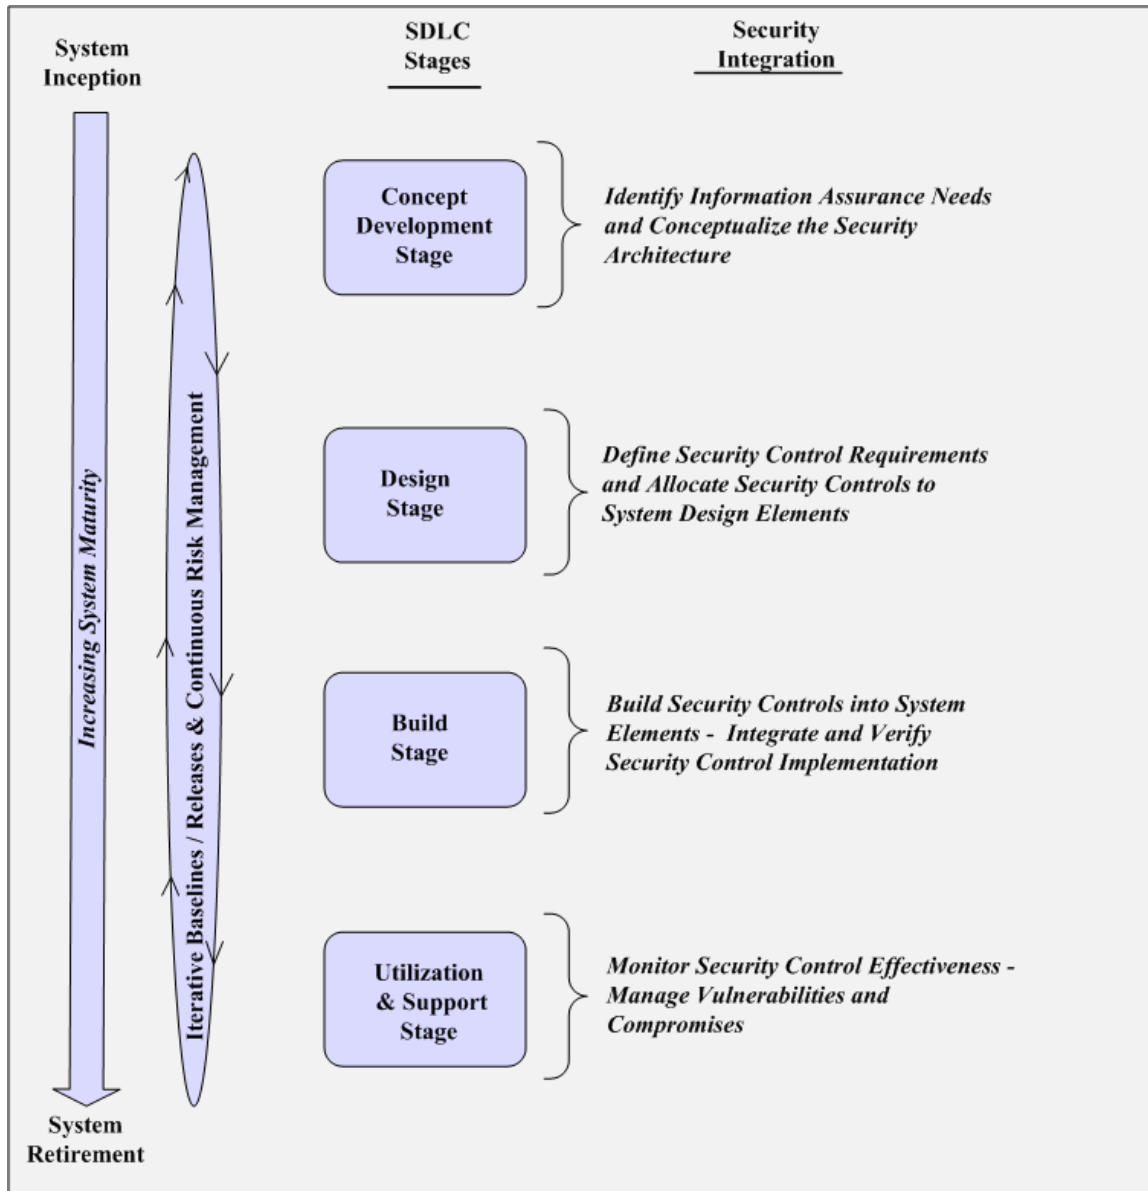 System
Inception
SDLC
Stages
Security
Integration
Concept
Development
Stage
Identify Information Assurance Needs
and Conceptualize the Security
Architecture
Design
Stage
Define Security Control Requirements
and Allocate Security Controls to
System Design Elements
Build
Stage
Build Security Controls into System
Elements - Integrate and Verify
Security Control Implementation
Utilization
& Support
Stage
Monitor Security Control Effectiveness -
Manage Vulnerabilities and
Compromises
Increasing System Maturity
Iterative Baselines / Releases & Continuous Risk Management
System
Retirement